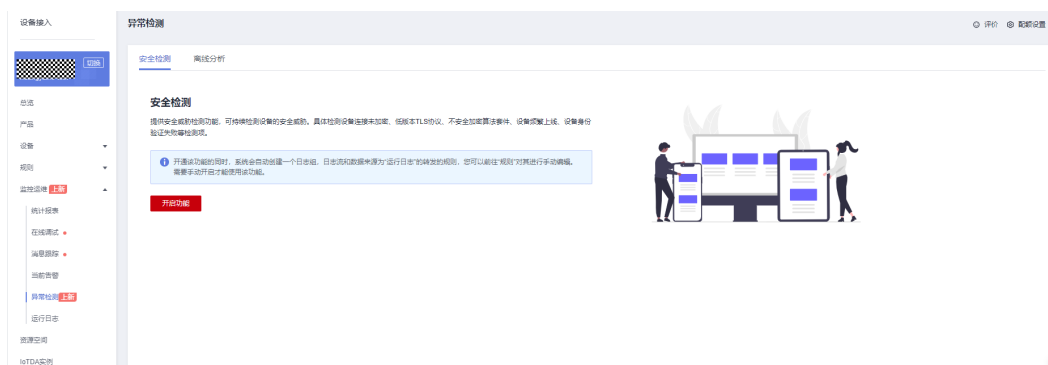 设备接入
异常检测
评价
配额设置
切换
安全检测
离线分析
总览
产品
设备
规则
监控运维 上新
统计报表
在线调试
消息跟踪
当前告警
异常检测 上新
运行日志
资源空间
IoTDA实例
安全检测
提供安全威胁检测功能，可持续检测设备的安全威胁。具体检测设备连接未加密、低版本TLS协议、不安全加密算法套件、设备频繁上线、设备身份
验证失败等检测项。
开通该功能的同时，系统会自动创建一个日志组、日志流和数据来源为“运行日志”的转发的规则，您可以前往“规则”对其进行手动编辑。
需要手动开启才能使用该功能。
开启功能